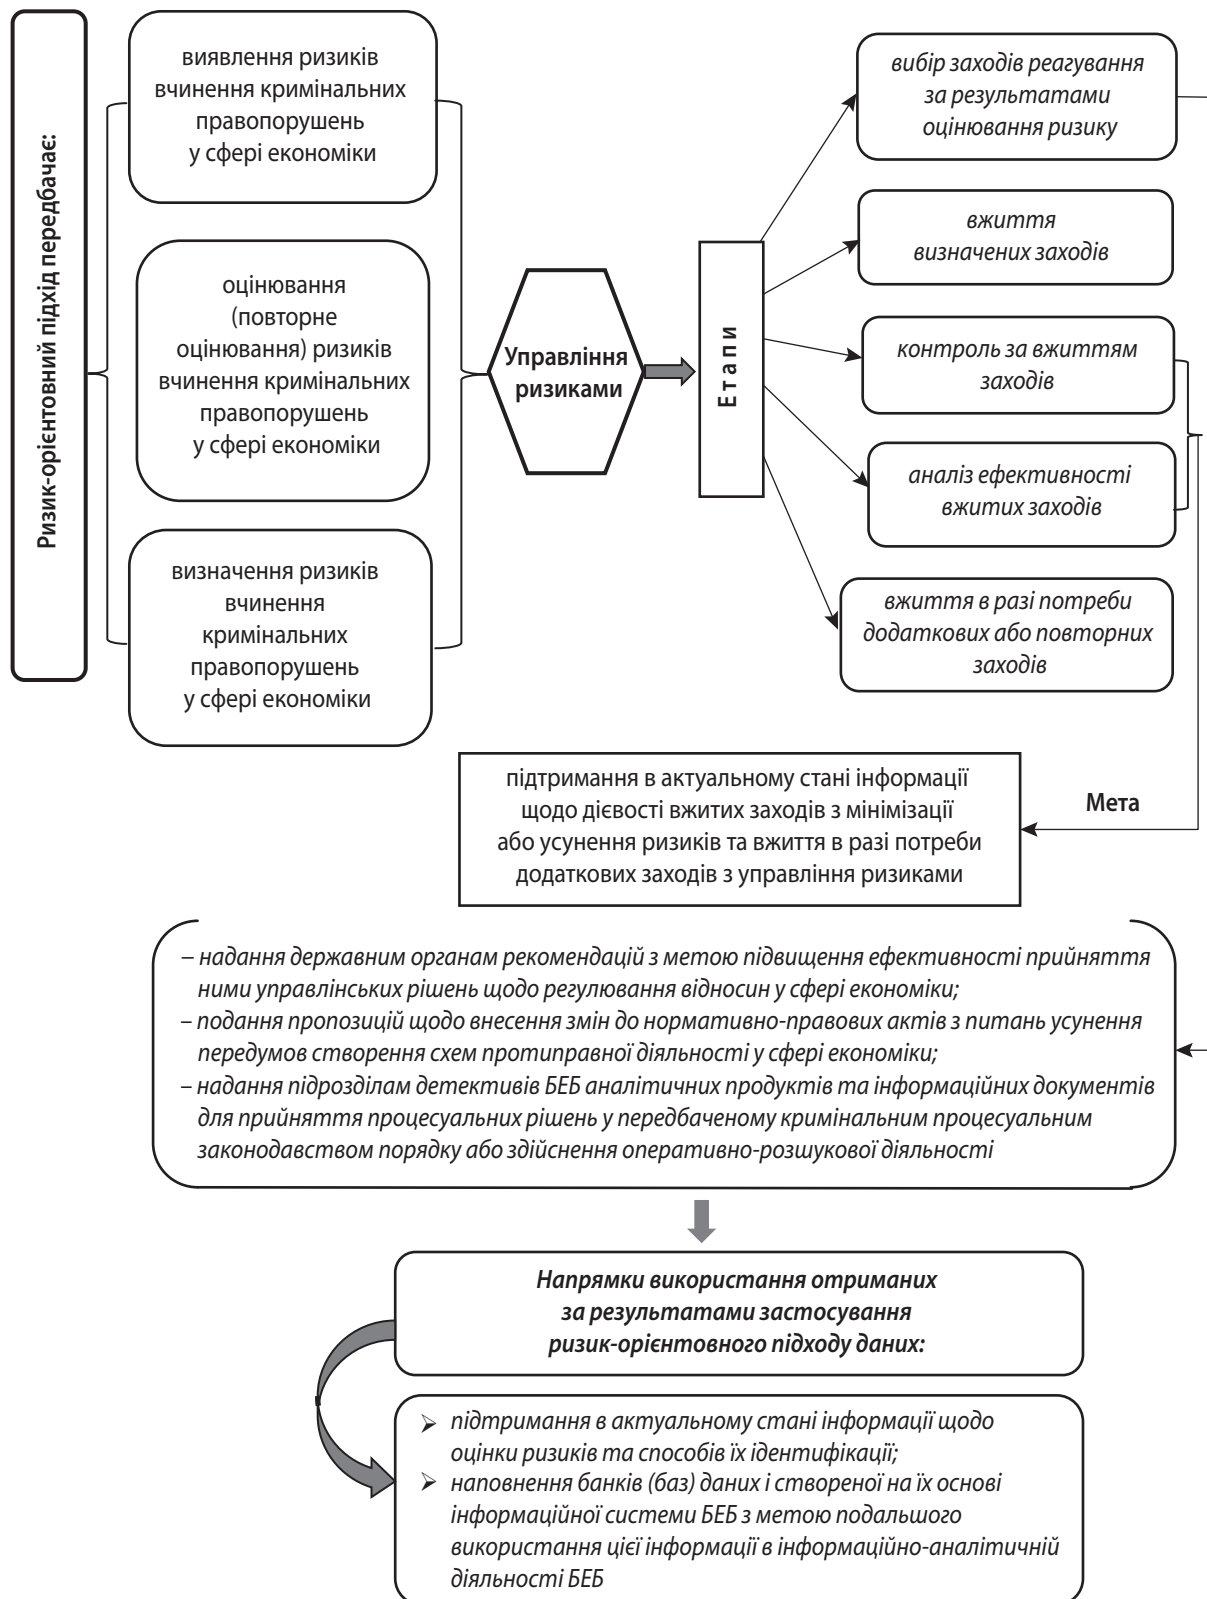 Ризик-орієнтовний підхід передбачає:
виявлення ризиків
вчинення кримінальних
правопорушень
у сфері економіки
оцінювання
(повторне
оцінювання) ризиків
вчинення кримінальних
правопорушень
у сфері економіки
визначення ризиків
вчинення
кримінальних
правопорушень
у сфері економіки
Управління
ризиками
Етапи
вибір заходів реагування
за результатами
оцінювання ризику
вжиття
визначених заходів
контроль за вжиттям
заходів
аналіз ефективності
вжитих заходів
вжиття в разі потреби
додаткових або повторних
заходів
Мета
підтримання в актуальному стані інформації
щодо дієвості вжитих заходів з мінімізації
або усунення ризиків та вжиття в разі потреби
додаткових заходів з управління ризиками
– надання державним органам рекомендацій з метою підвищення ефективності прийняття
ними управлінських рішень щодо регулювання відносин у сфері економіки;
– подання пропозицій щодо внесення змін до нормативно-правових актів з питань усунення
передумов створення схем протиправної діяльності у сфері економіки;
– надання підрозділам детективів БЕБ аналітичних продуктів та інформаційних документів
для прийняття процесуальних рішень у передбаченому кримінальним процесуальним
законодавством порядку або здійснення оперативно-розшукової діяльності
Напрямки використання отриманих
за результатами застосування
ризик-орієнтовного підходу даних:
➢ підтримання в актуальному стані інформації щодо
оцінки ризиків та способів їх ідентифікації;
➢ наповнення банків (баз) даних і створеної на їх основі
інформаційної системи БЕБ з метою подальшого
використання цієї інформації в інформаційно-аналітичній
діяльності БЕБ